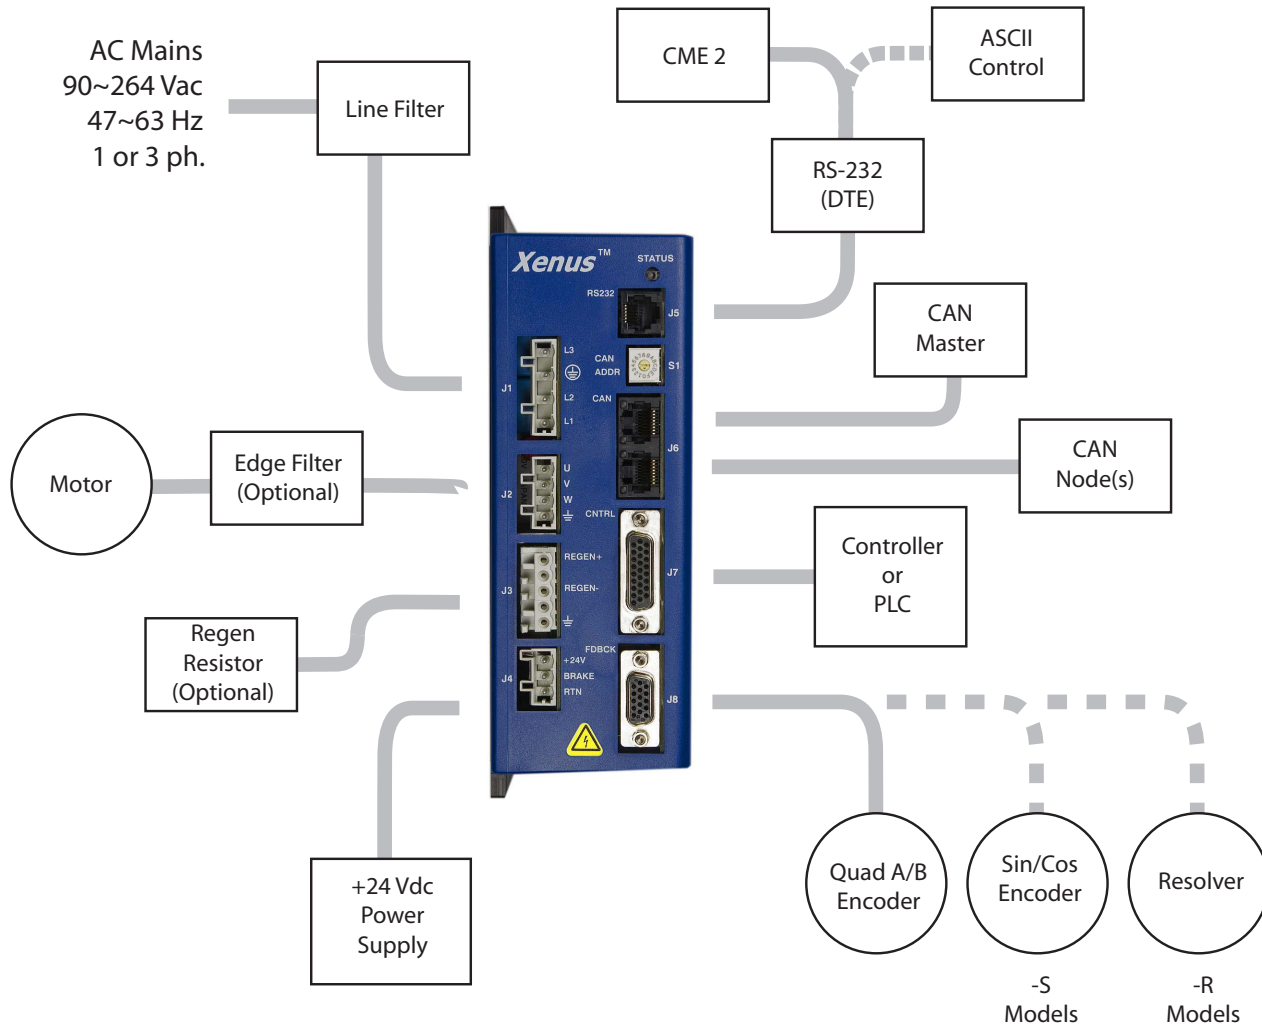 AC Mains
90~264 Vac
47~63 Hz
1 or 3 ph.
Line Filter
CME 2
ASCII
Control
RS-232
(DTE)
CAN
Master
CAN
Node(s)
Controller
or
PLC
Motor
Edge Filter
(Optional)
Regen
Resistor
(Optional)
+24 Vdc
Power
Supply
Xenus™
STATUS
RS232
J5
L3
CAN
ADDR
S1
J1
L2
L1
CAN
J6
U
V
W
J2
CNTRL
REGEN+
REGEN-
J3
J7
FDBCK
+24V
BRAKE
RTN
J4
J8
Quad A/B
Encoder
Sin/Cos
Encoder
Resolver
-S
Models
-R
Models